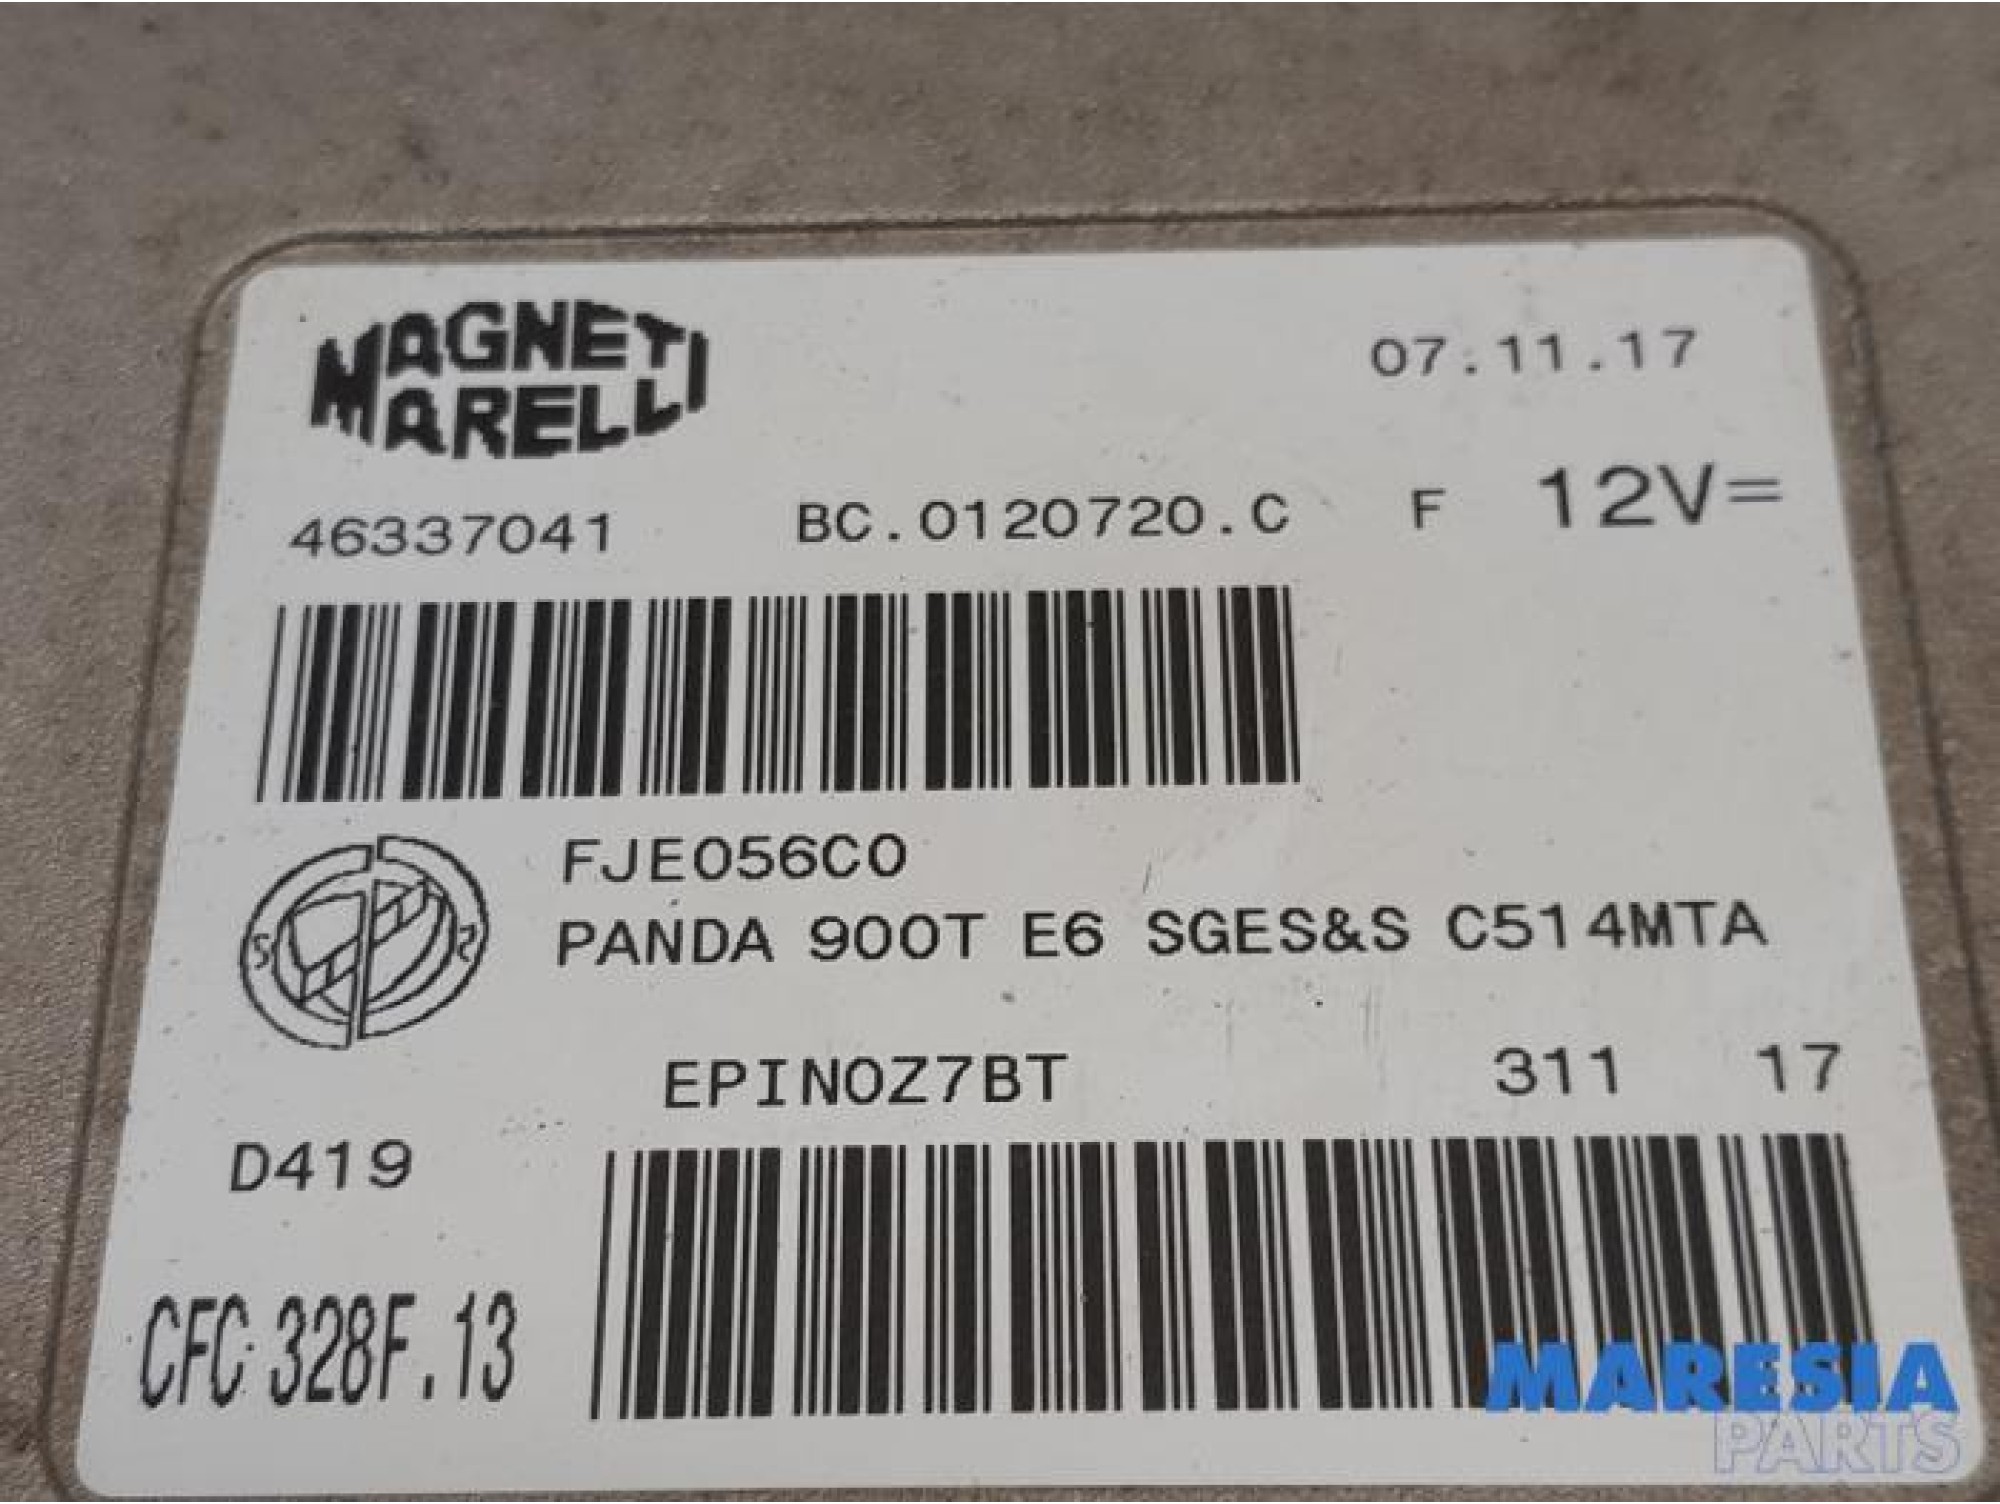 MAGNETI
MARELLI
07.11.17
46337041 BC.0120720.C F 12V=
FJE056C0
PANDA 900T E6 SGES&S C514MTA
EPIN0Z7BT 311 17
D419
CFC 328F.13
MARESIA
PARTS